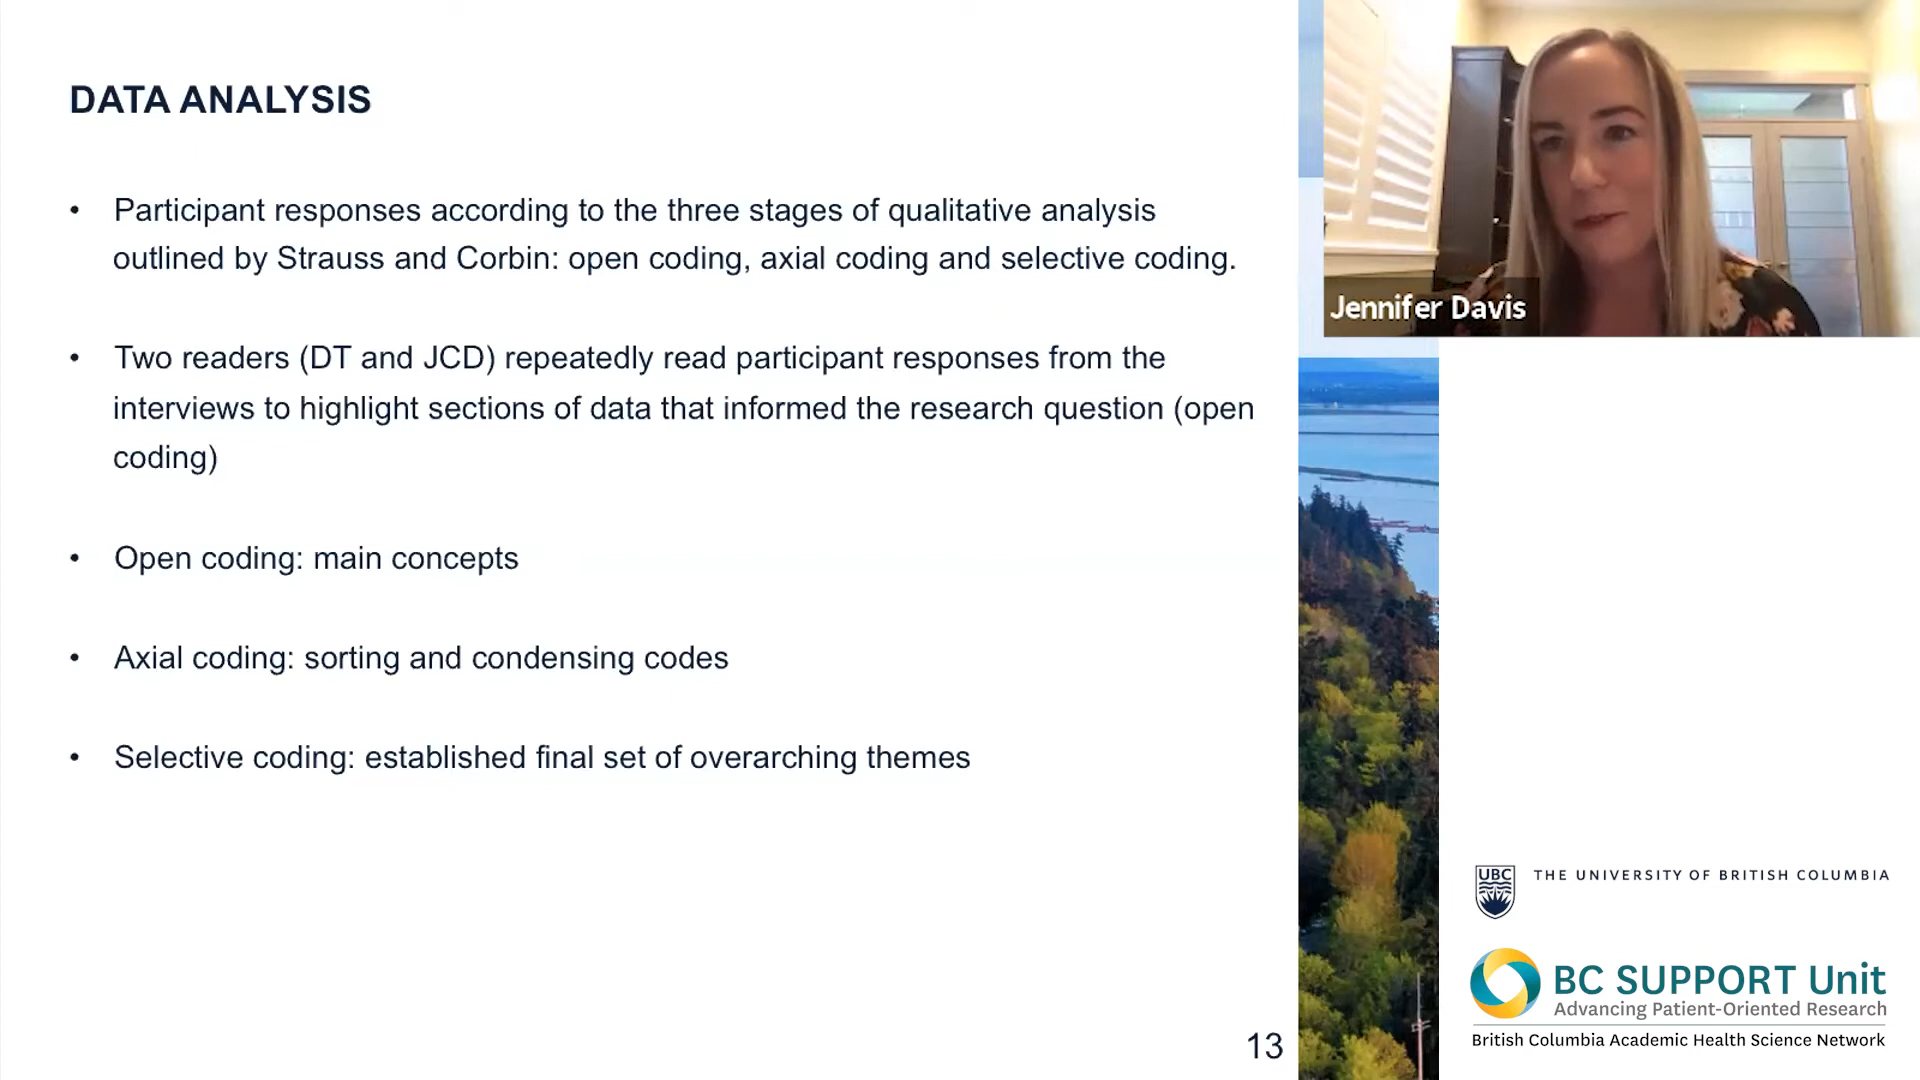 DATA ANALYSIS
• Participant responses according to the three stages of qualitative analysis
outlined by Strauss and Corbin: open coding, axial coding and selective coding.
• Two readers (DT and JCD) repeatedly read participant responses from the
interviews to highlight sections of data that informed the research question (open
coding)
• Open coding: main concepts
• Axial coding: sorting and condensing codes
• Selective coding: established final set of overarching themes
13
Jennifer Davis
UBC
THE UNIVERSITY OF BRITISH COLUMBIA
BC SUPPORT Unit
Advancing Patient-Oriented Research
British Columbia Academic Health Science Network